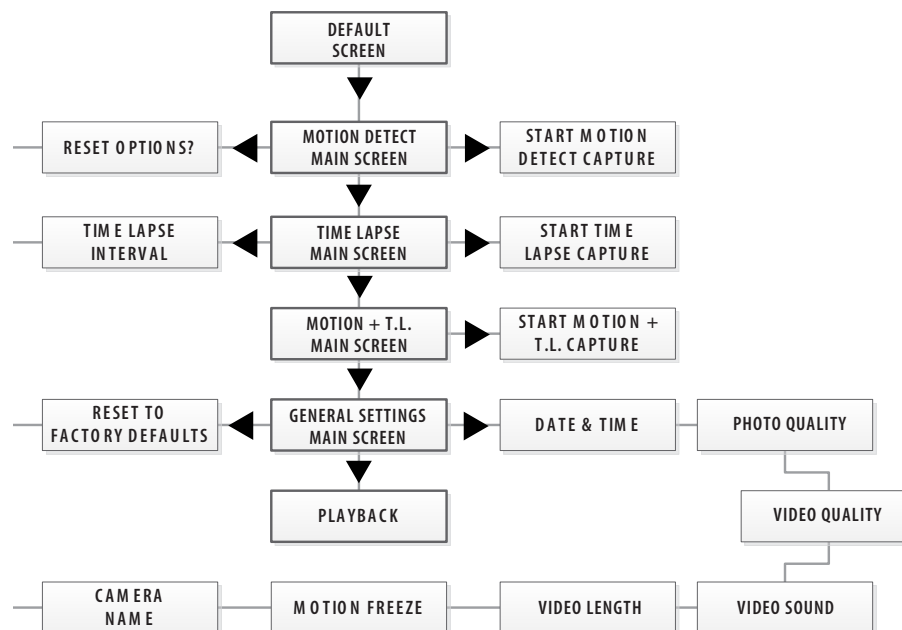 DEFAULT
SCREEN
RESET OPTIONS?
MOTION DETECT
MAIN SCREEN
START MOTION
DETECT CAPTURE
TIME LAPSE
INTERVAL
TIME LAPSE
MAIN SCREEN
START TIME
LAPSE CAPTURE
MOTION + T.L.
MAIN SCREEN
START MOTION +
T.L. CAPTURE
RESET TO
FACTORY DEFAULTS
GENERAL SETTINGS
MAIN SCREEN
DATE & TIME
PHOTO QUALITY
PLAYBACK
VIDEO QUALITY
CAMERA
NAME
MOTION FREEZE
VIDEO LENGTH
VIDEO SOUND